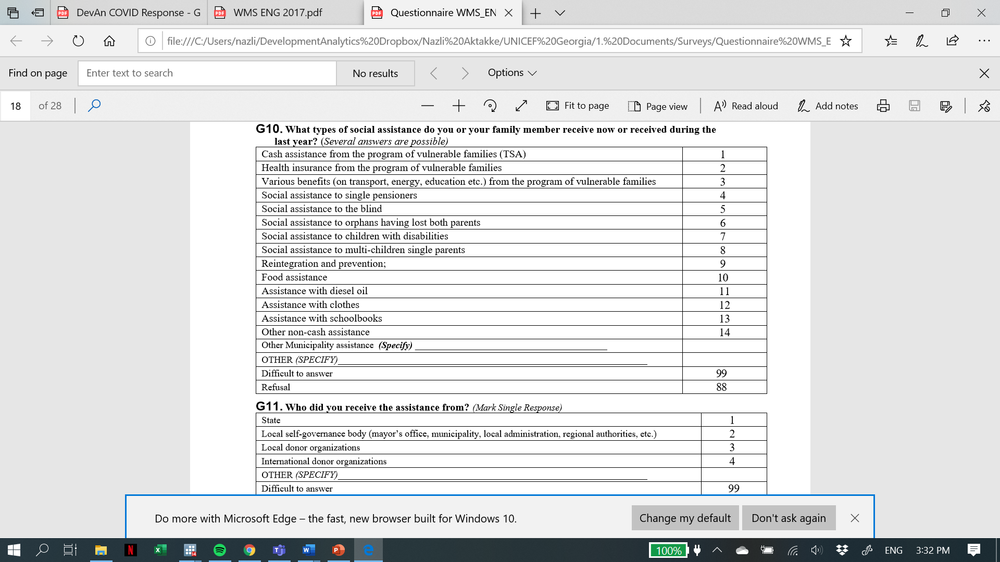 DevAn COVID Response - G
WMS ENG 2017.pdf
Questionnaire WMS_EN
file:///C:/Users/nazli/DevelopmentAnalytics%20Dropbox/Nazli%20Aktakke/UNICEF%20Georgia/1.%20Documents/Surveys/Questionnaire%20WMS_E
Find on page Enter text to search No results Options
18 of 28 Fit to page Page view Read aloud Add notes
G10. What types of social assistance do you or your family member receive now or received during the
last year? (Several answers are possible)
Cash assistance from the program of vulnerable families (TSA) 1
Health insurance from the program of vulnerable families 2
Various benefits (on transport, energy, education etc.) from the program of vulnerable families 3
Social assistance to single pensioners 4
Social assistance to the blind 5
Social assistance to orphans having lost both parents 6
Social assistance to children with disabilities 7
Social assistance to multi-children single parents 8
Reintegration and prevention; 9
Food assistance 10
Assistance with diesel oil 11
Assistance with clothes 12
Assistance with schoolbooks 13
Other non-cash assistance 14
Other Municipality assistance (Specify)
OTHER (SPECIFY)
Difficult to answer 99
Refusal 88
G11. Who did you receive the assistance from? (Mark Single Response)
State 1
Local self-governance body (mayor's office, municipality, local administration, regional authorities, etc.) 2
Local donor organizations 3
International donor organizations 4
OTHER (SPECIFY)
Difficult to answer 99
Do more with Microsoft Edge – the fast, new browser built for Windows 10. Change my default Don't ask again
100% ENG 3:32 PM